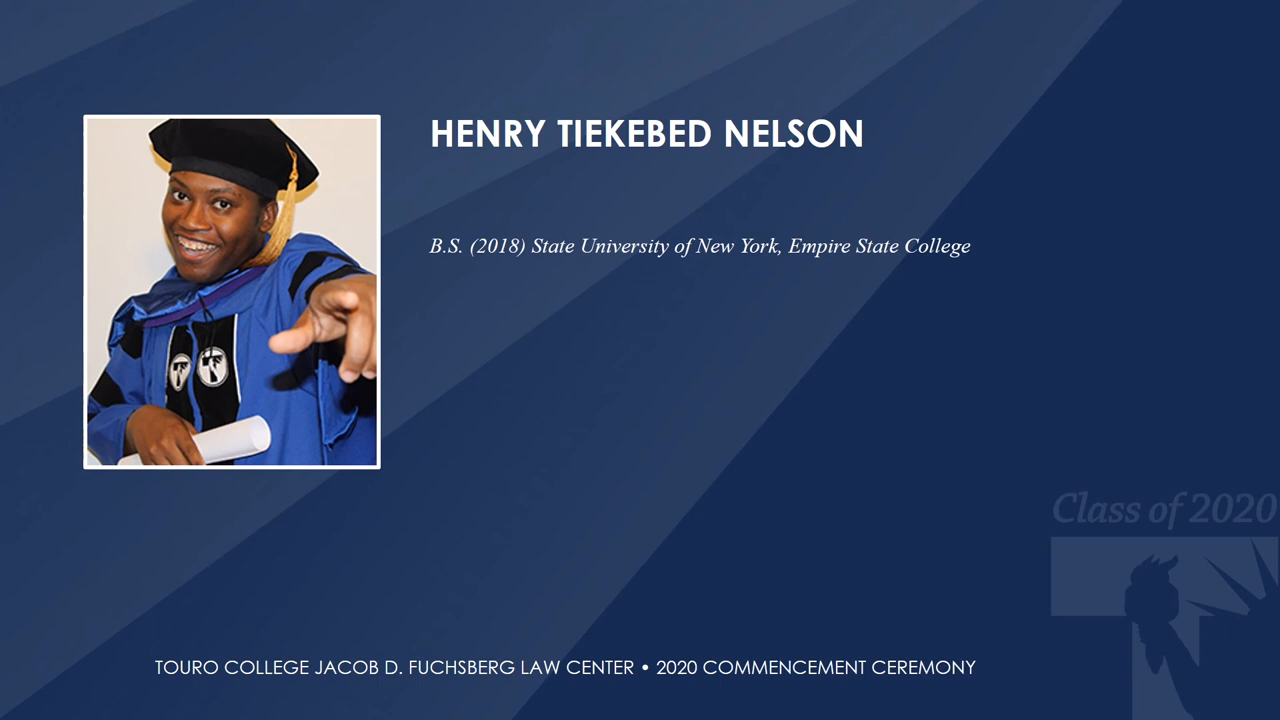 HENRY TIEKEBED NELSON
B.S. (2018) State University of New York, Empire State College
Class of 2020
TOURO COLLEGE JACOB D. FUCHSBERG LAW CENTER • 2020 COMMENCEMENT CEREMONY